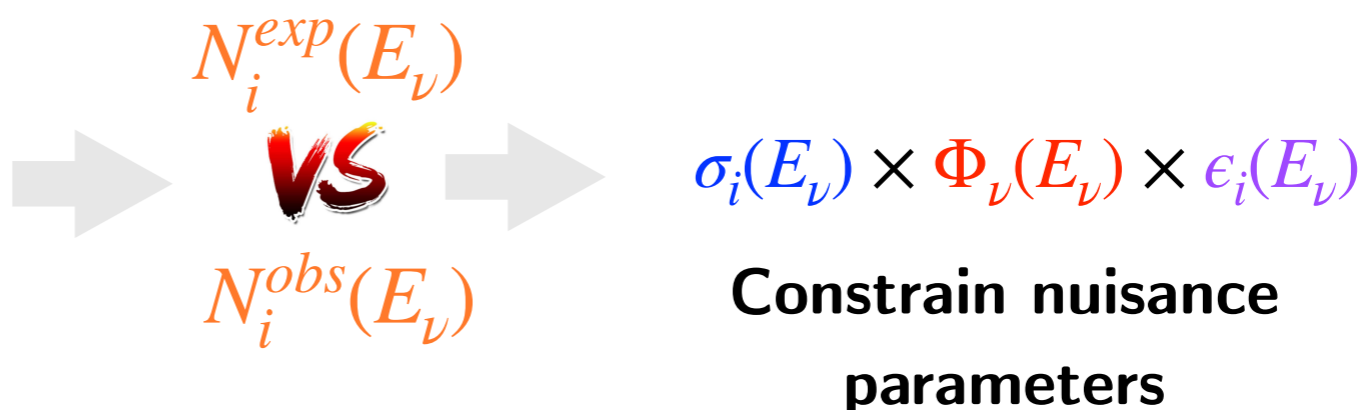 N_i^{exp}(E_ν)
VS
N_i^{obs}(E_ν)
σ_i(E_ν) × Φ_ν(E_ν) × ϵ_i(E_ν)
Constrain nuisance
parameters